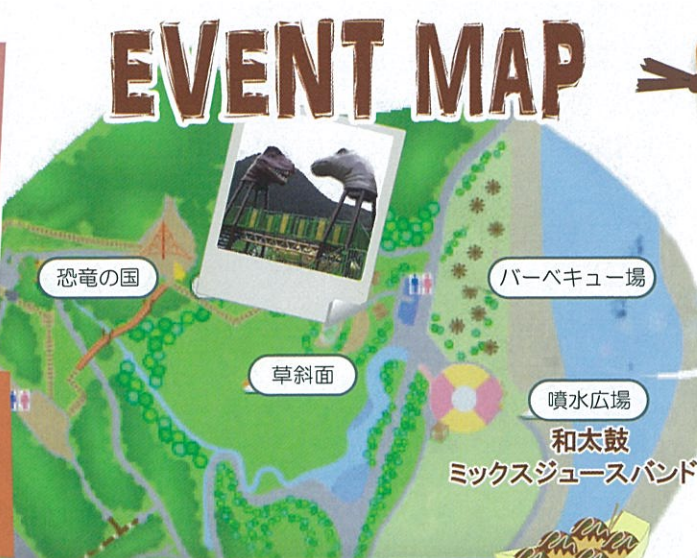 EVENT MAP
恐竜の国
バーベキュー場
草斜面
噴水広場
和太鼓
ミックスジュースバンド